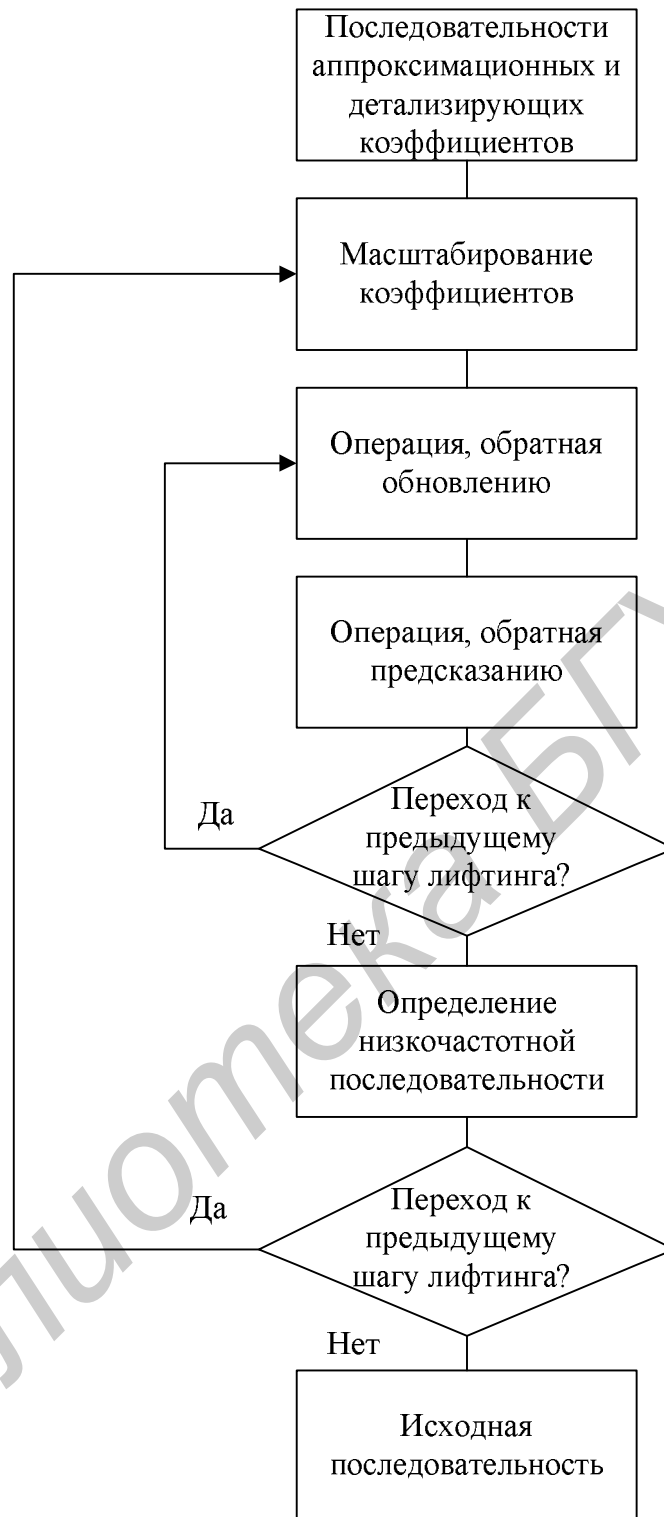 Последовательности
аппроксимационных и
детализирующих
коэффициентов
Масштабирование
коэффициентов
Операция, обратная
обновлению
Операция, обратная
предсказанию
Да
Переход к
предыдущему
шагу лифтинга?
Нет
Определение
низкочастотной
последовательности
Да
Переход к
предыдущему
шагу лифтинга?
Нет
Исходная
последовательность